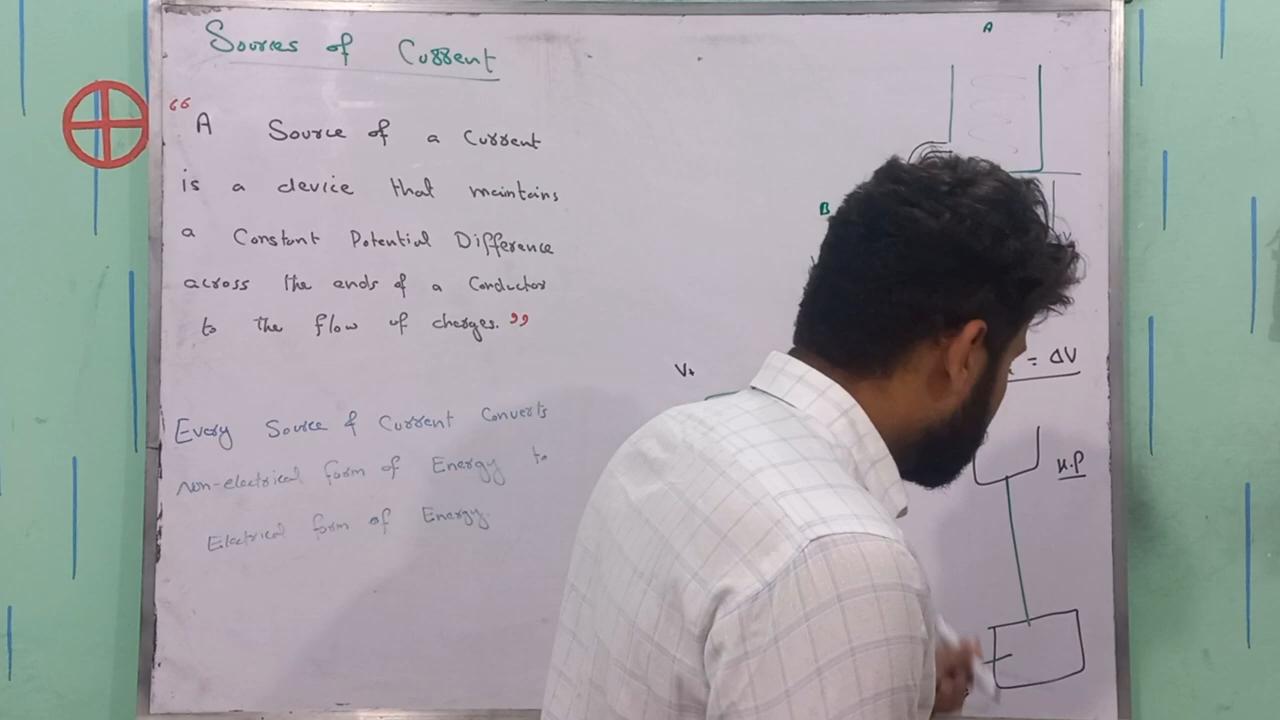 Sources of Current
“ A Source of a Current
is a device that maintains
a Constant Potential Difference
across the ends of a Conductor
to the flow of charges. ”
Every Source of Current Converts
non-electrical form of Energy to
Electrical form of Energy.
A
B
V+
= ΔV
H.P